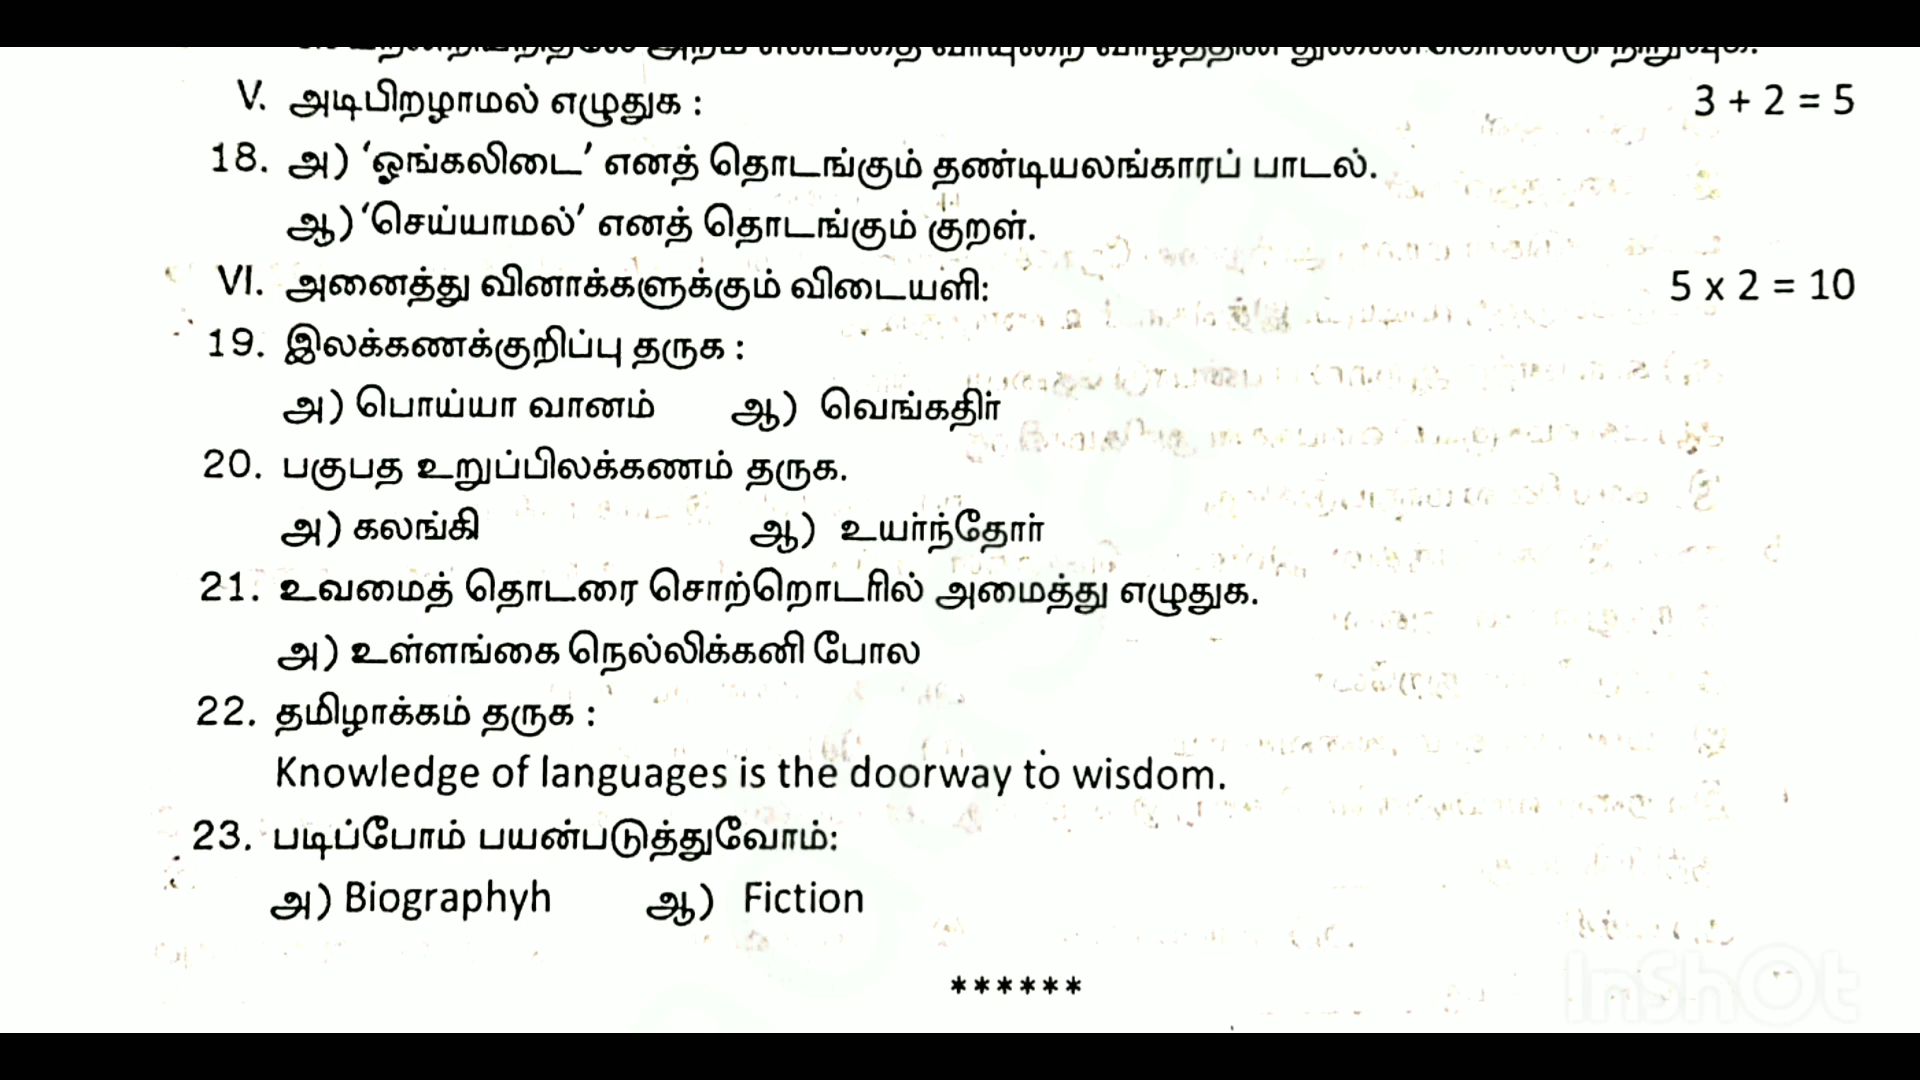 அறம் என்பதை வாயுறை வாழ்த்தின் துணை கொண்டு நிறுவுக.
V. அடிபிறழாமல் எழுதுக : 3 + 2 = 5
18. அ) ‘ஓங்கலிடை’ எனத் தொடங்கும் தண்டியலங்காரப் பாடல்.
ஆ) ‘செய்யாமல்’ எனத் தொடங்கும் குறள்.
VI. அனைத்து வினாக்களுக்கும் விடையளி: 5 x 2 = 10
19. இலக்கணக்குறிப்பு தருக :
அ) பொய்யா வானம் ஆ) வெங்கதிர்
20. பகுபத உறுப்பிலக்கணம் தருக.
அ) கலங்கி ஆ) உயர்ந்தோர்
21. உவமைத் தொடரை சொற்றொடரில் அமைத்து எழுதுக.
அ) உள்ளங்கை நெல்லிக்கனி போல
22. தமிழாக்கம் தருக :
Knowledge of languages is the doorway to wisdom.
23. படிப்போம் பயன்படுத்துவோம்:
அ) Biographyh ஆ) Fiction
******
InShOt